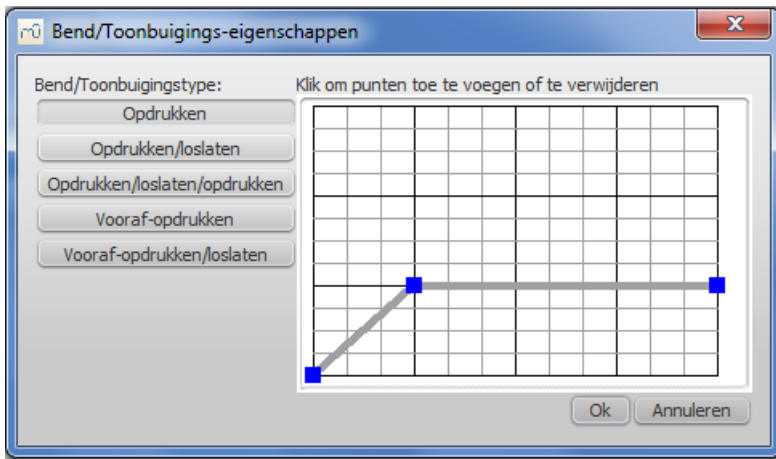 Bend/Toonbuigings-eigenschappen
Bend/Toonbuigingstype:
Klik om punten toe te voegen of te verwijderen
Opdrukken
Opdrukken/loslaten
Opdrukken/loslaten/opdrukken
Vooraf-opdrukken
Vooraf-opdrukken/loslaten
Ok
Annuleren